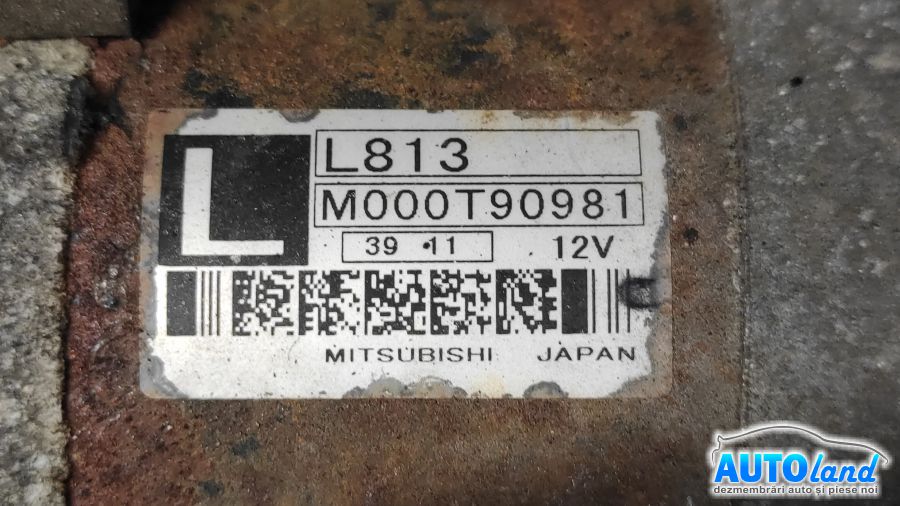 L
L813
M000T90981
39 11
12V
MITSUBISHI JAPAN
AUTOland
dezmembrări auto și piese noi